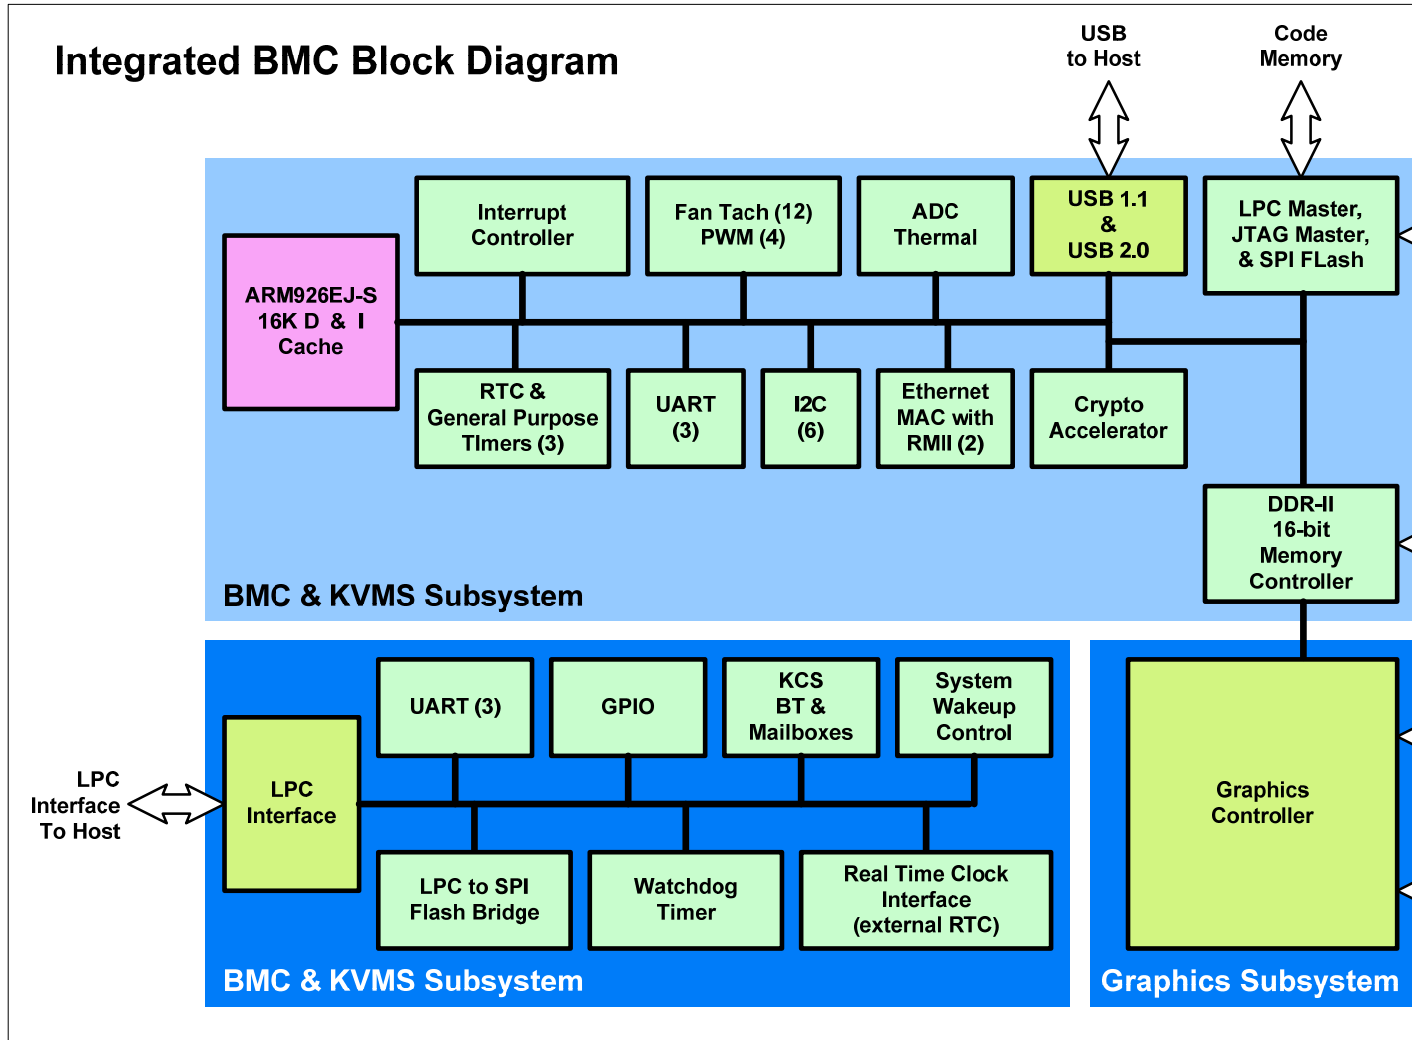 Integrated BMC Block Diagram
USB
to Host
Code
Memory
Interrupt
Controller
Fan Tach (12)
PWM (4)
ADC
Thermal
USB 1.1
&
USB 2.0
LPC Master,
JTAG Master,
& SPI FLash
ARM926EJ-S
16K D & I
Cache
RTC &
General Purpose
TImers (3)
UART
(3)
I2C
(6)
Ethernet
MAC with
RMII (2)
Crypto
Accelerator
DDR-II
16-bit
Memory
Controller
BMC & KVMS Subsystem
UART (3)
GPIO
KCS
BT &
Mailboxes
System
Wakeup
Control
LPC
Interface
To Host
LPC
Interface
Graphics
Controller
LPC to SPI
Flash Bridge
Watchdog
Timer
Real Time Clock
Interface
(external RTC)
BMC & KVMS Subsystem
Graphics Subsystem